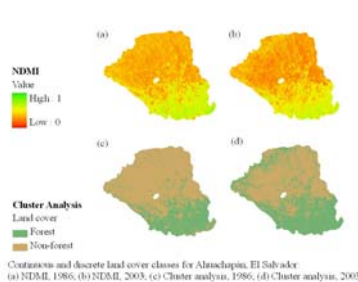 (a)
(b)
NDMI
Value
High : 1
Low : 0
(c)
(d)
Cluster Analysis
Land cover
Forest
Non-forest
Continuous and discrete land cover classes for Ahuachapán, El Salvador
(a) NDMI, 1986; (b) NDMI, 2003; (c) Cluster analysis, 1986; (d) Cluster analysis, 2003